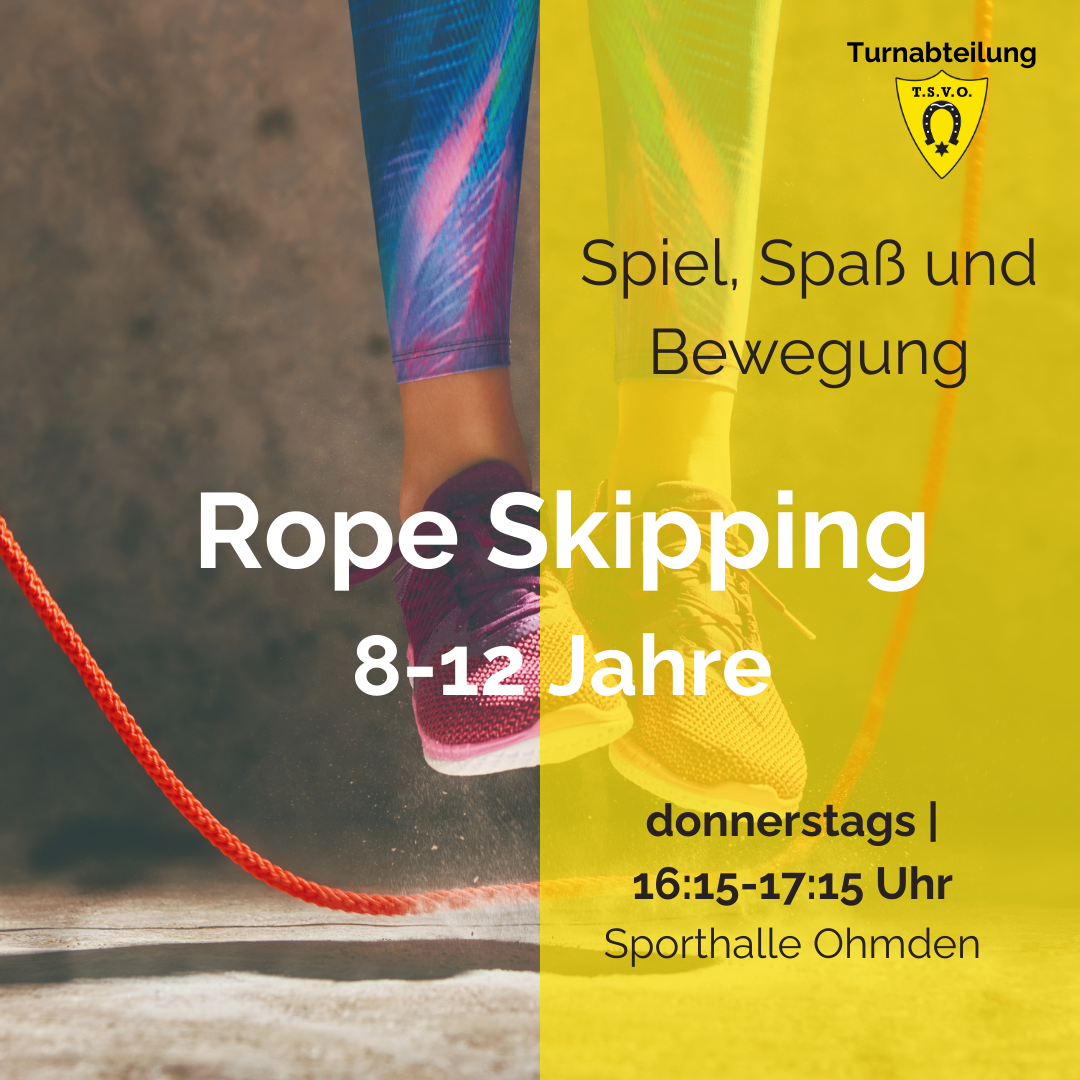 Turnabteilung
T.S.V.O.
Spiel, Spaß und
Bewegung
Rope Skipping
8-12 Jahre
donnerstags |
16:15-17:15 Uhr
Sporthalle Ohmden